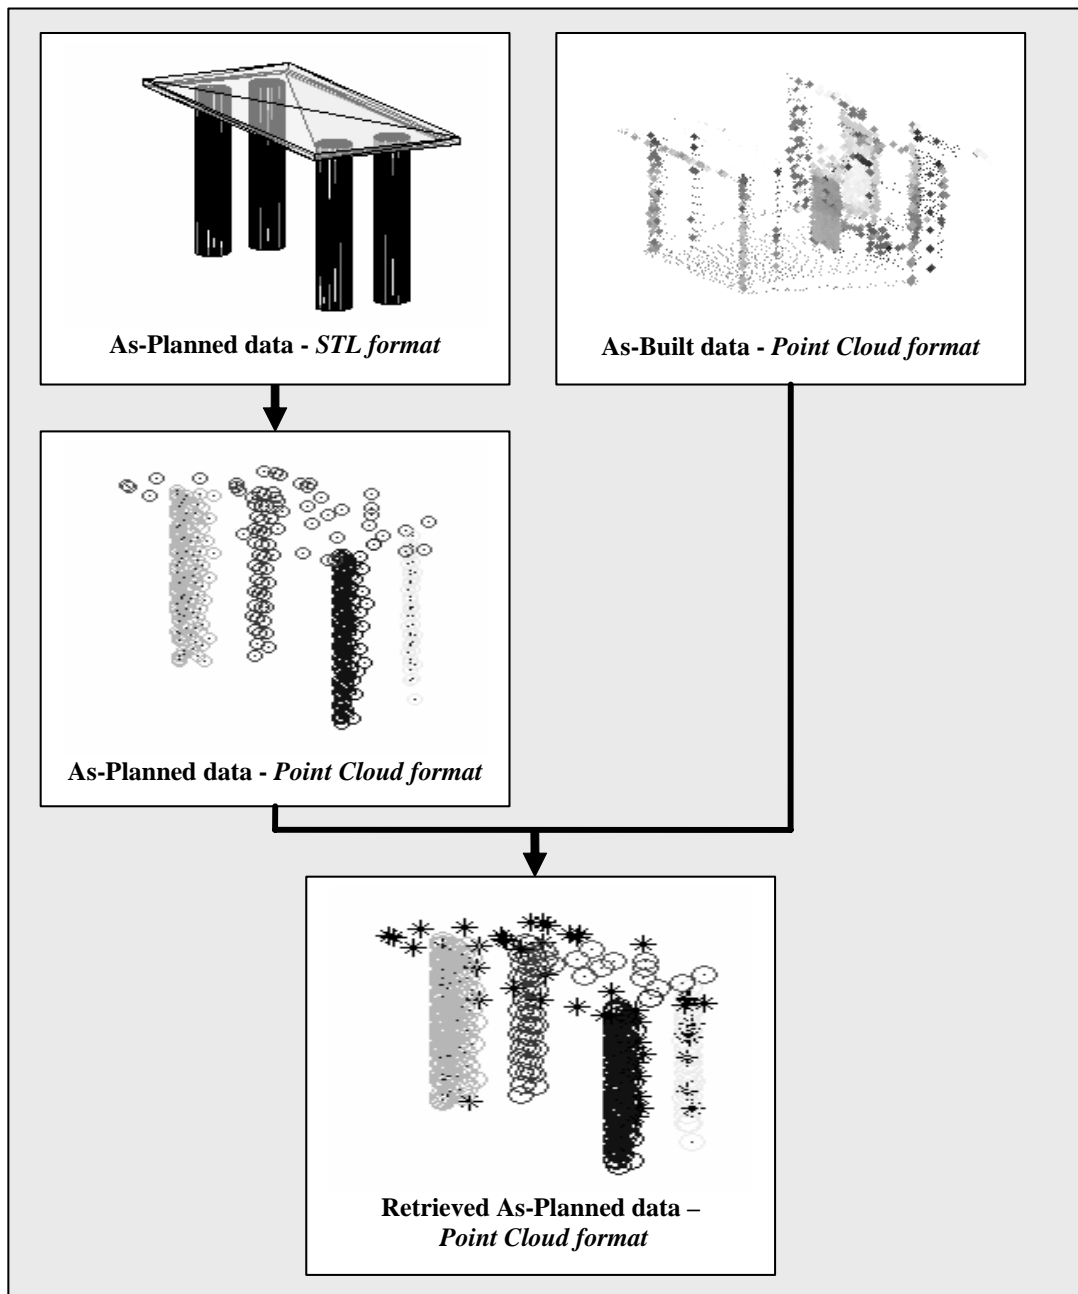 As-Planned data - STL format
As-Built data - Point Cloud format
As-Planned data - Point Cloud format
Retrieved As-Planned data –
Point Cloud format